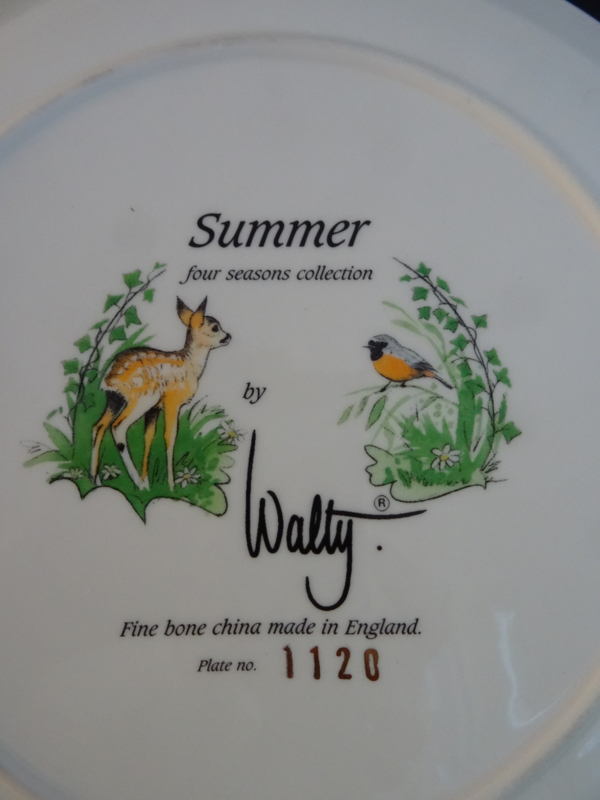 Summer
four seasons collection
by
Walty®.
Fine bone china made in England.
Plate no. 1120